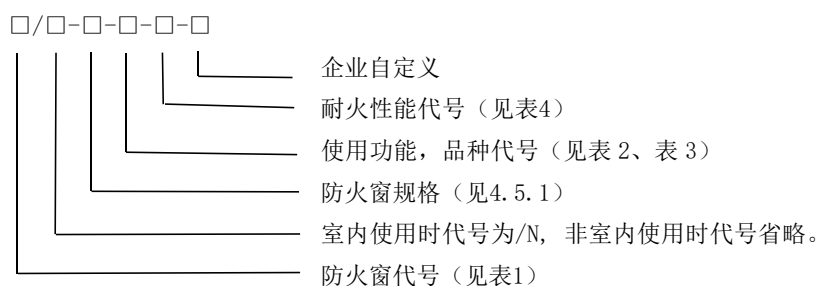 □/□-□-□-□-□
企业自定义
耐火性能代号（见表4）
使用功能，品种代号（见表 2、表 3）
防火窗规格（见4.5.1）
室内使用时代号为/N, 非室内使用时代号省略。
防火窗代号（见表1）